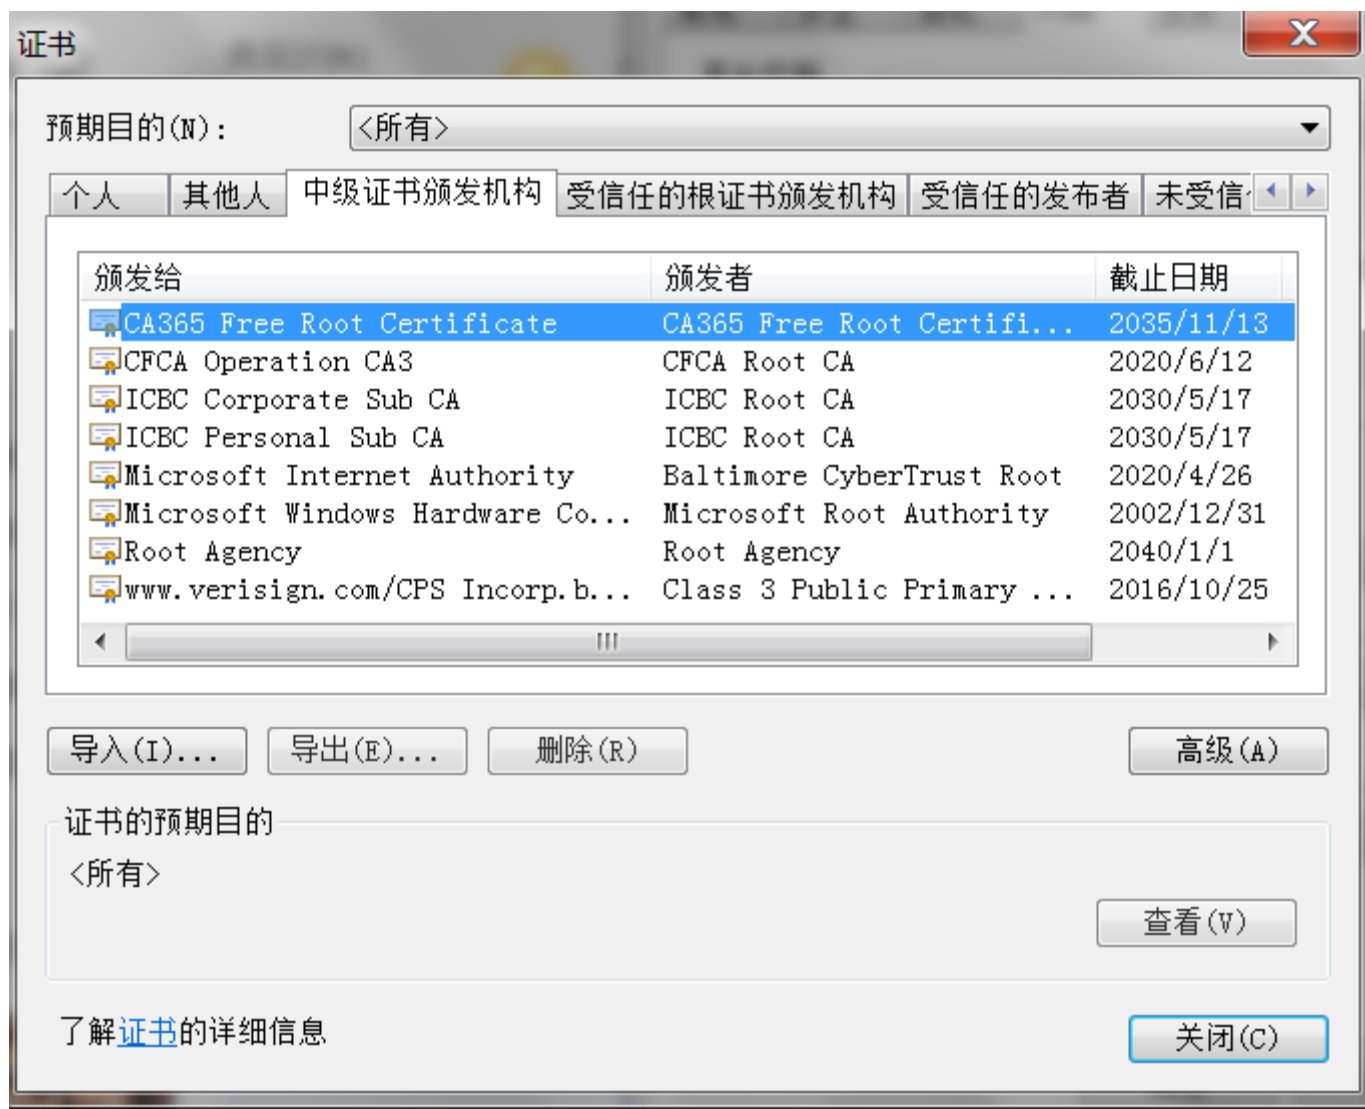 证书
预期目的(N): <所有>
个人 其他人 中级证书颁发机构 受信任的根证书颁发机构 受信任的发布者 未受信
颁发给 颁发者 截止日期
CA365 Free Root Certificate CA365 Free Root Certifi... 2035/11/13
CFCA Operation CA3 CFCA Root CA 2020/6/12
ICBC Corporate Sub CA ICBC Root CA 2030/5/17
ICBC Personal Sub CA ICBC Root CA 2030/5/17
Microsoft Internet Authority Baltimore CyberTrust Root 2020/4/26
Microsoft Windows Hardware Co... Microsoft Root Authority 2002/12/31
Root Agency Root Agency 2040/1/1
www.verisign.com/CPS Incorp.b... Class 3 Public Primary ... 2016/10/25
导入(I)... 导出(E)... 删除(R) 高级(A)
证书的预期目的
<所有>
查看(V)
了解证书的详细信息
关闭(C)